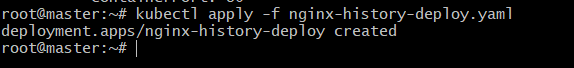 root@master:~# kubectl apply -f nginx-history-deploy.yaml
deployment.apps/nginx-history-deploy created
root@master:~#